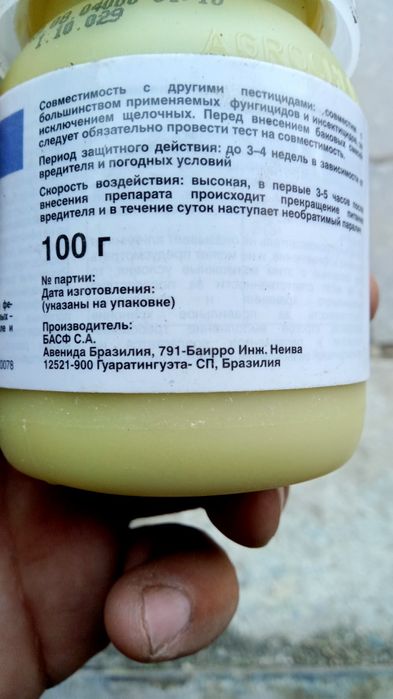 1.10.029
Совместимость с другими пестицидами: совместим с
большинством применяемых фунгицидов и инсектицидов, за
исключением щелочных. Перед внесением баковых смесей
следует обязательно провести тест на совместимость.
Период защитного действия: до 3-4 недель в зависимости от
вредителя и погодных условий
Скорость воздействия: высокая, в первые 3-5 часов после
внесения препарата происходит прекращение питания
вредителя и в течение суток наступает необратимый паралич
100 г
№ партии:
Дата изготовления:
(указаны на упаковке)
Производитель:
БАСФ С.А.
Авенида Бразилия, 791-Баирро Инж. Неива
12521-900 Гуаратингуэта- СП, Бразилия